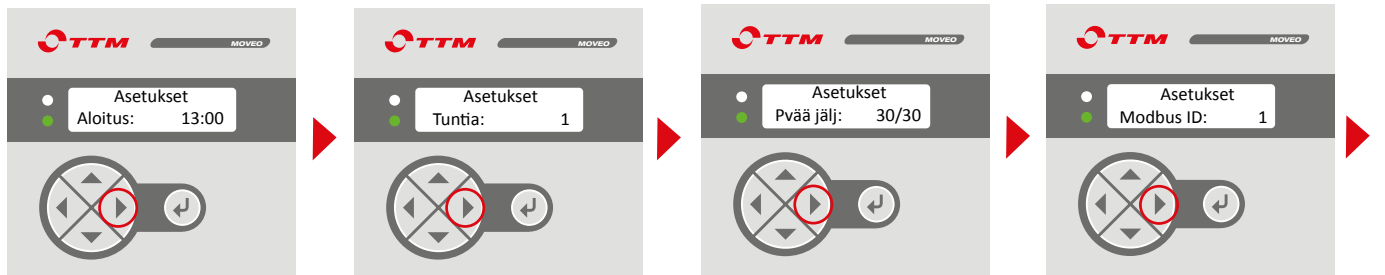 TTM MOVEO
Asetukset
Aloitus: 13:00
TTM MOVEO
Asetukset
Tuntia: 1
TTM MOVEO
Asetukset
Pvää jälj: 30/30
TTM MOVEO
Asetukset
Modbus ID: 1